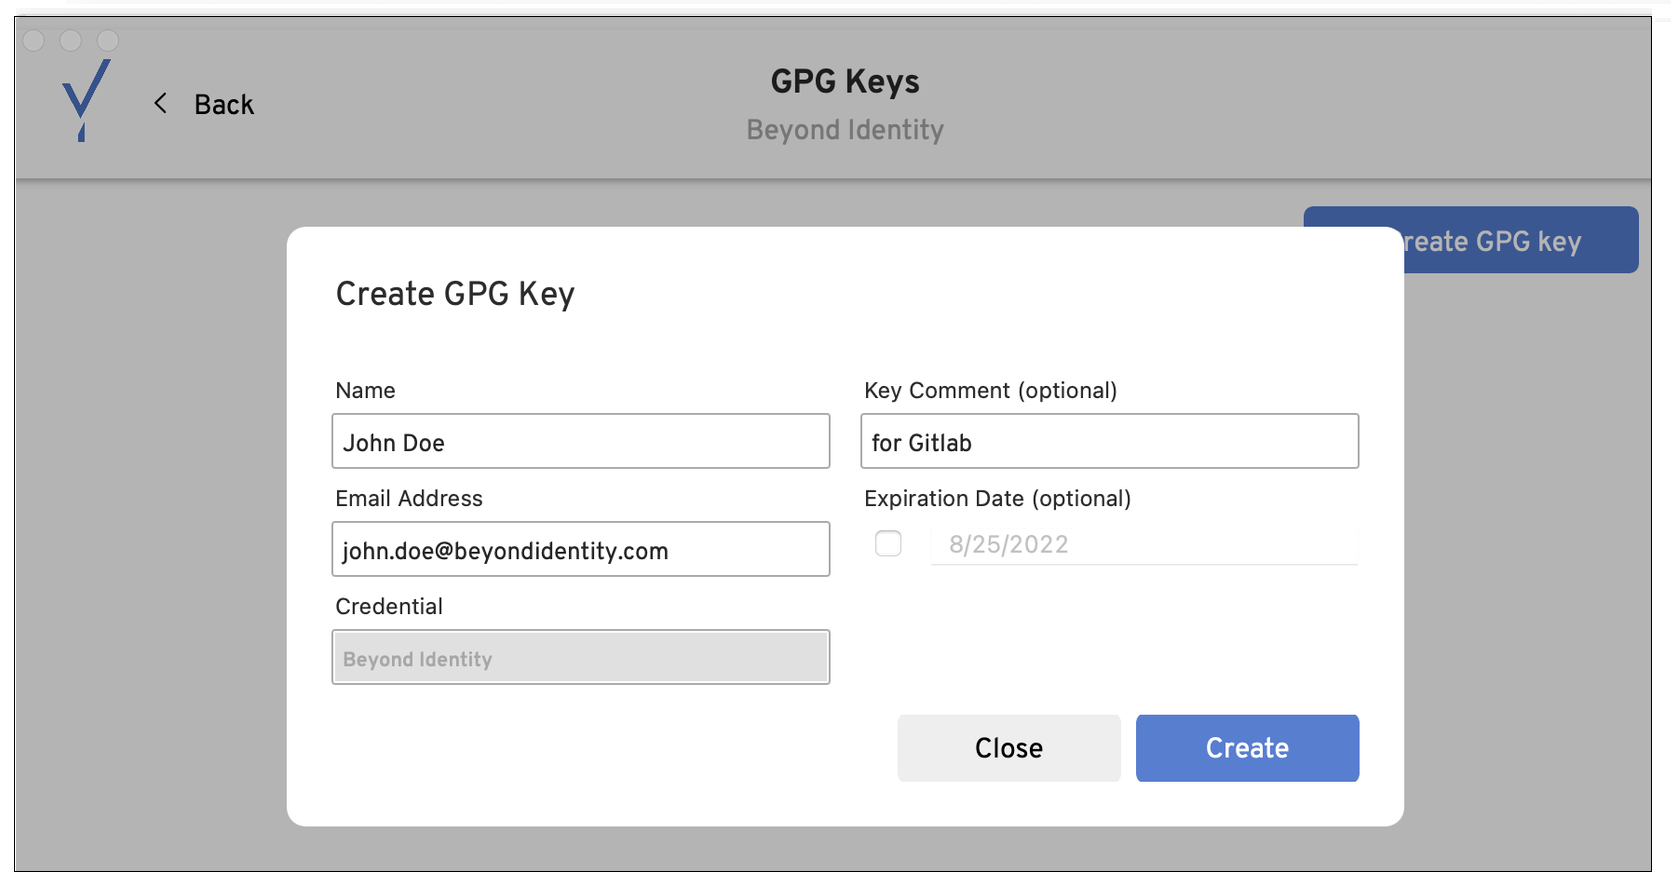 Back
GPG Keys
Beyond Identity
reate GPG key
Create GPG Key
Name
Key Comment (optional)
John Doe
for Gitlab
Email Address
Expiration Date (optional)
john.doe@beyondidentity.com
8/25/2022
Credential
Beyond Identity
Close
Create